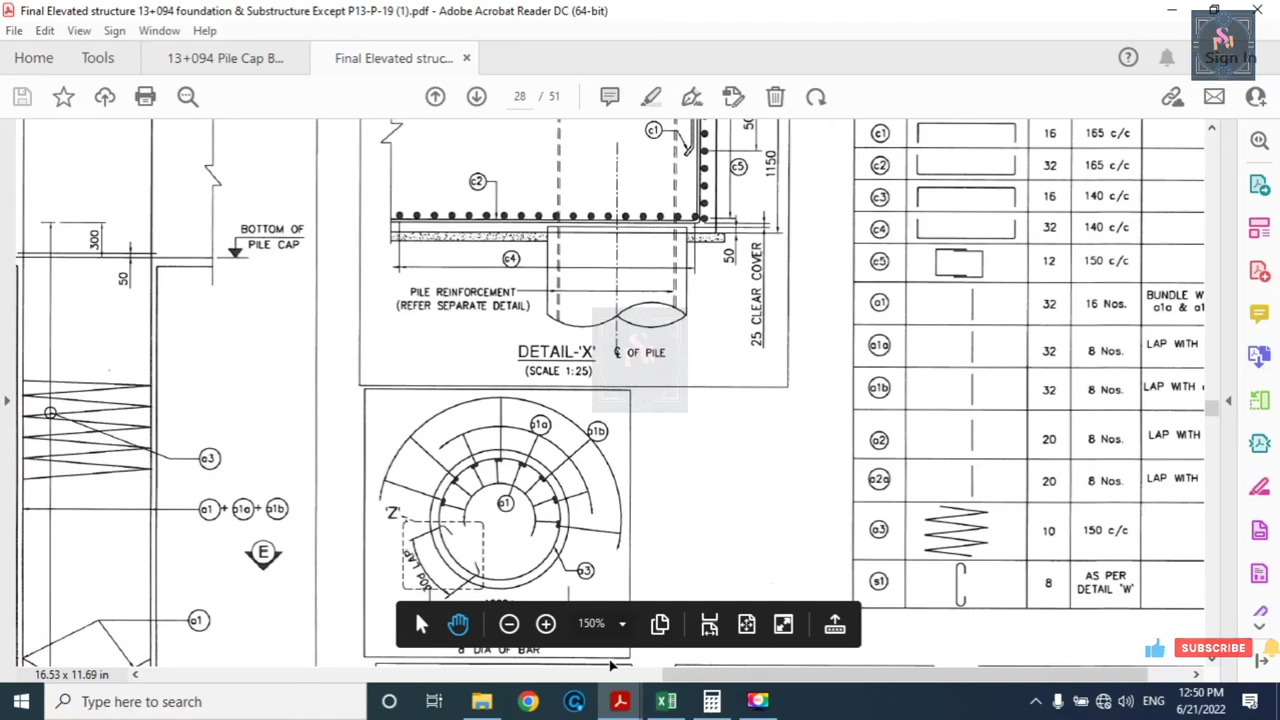 Final Elevated structure 13+094 foundation & Substructure Except P13-P-19 (1).pdf - Adobe Acrobat Reader DC (64-bit)
File Edit View Sign Window Help
Home Tools 13+094 Pile Cap B... Final Elevated struc... ×
Sign In
28 / 51
c1 16 165 c/c
c2 32 165 c/c
c3 16 140 c/c
c4 32 140 c/c
c5 12 150 c/c
a1 32 16 Nos. BUNDLE W
a1a & a1
a1a 32 8 Nos. LAP WITH
a1b 32 8 Nos. LAP WITH
a2 20 8 Nos. LAP WITH
a2a 20 8 Nos. LAP WITH
a3 10 150 c/c
s1 8 AS PER
DETAIL "W"
c1
50
c5
1150
c2
c4
50
25 CLEAR COVER
PILE REINFORCEMENT
(REFER SEPARATE DETAIL)
DETAIL-'X' ℄ OF PILE
(SCALE 1:25)
300
50
BOTTOM OF
PILE CAP
a3
a1 + a1a + a1b
E
a1
a1a
a1b
a1
'Z'
50D LAP
a3
DIA OF BAR
150%
SUBSCRIBE
16.53 x 11.69 in
Type here to search
ENG
12:50 PM
6/21/2022